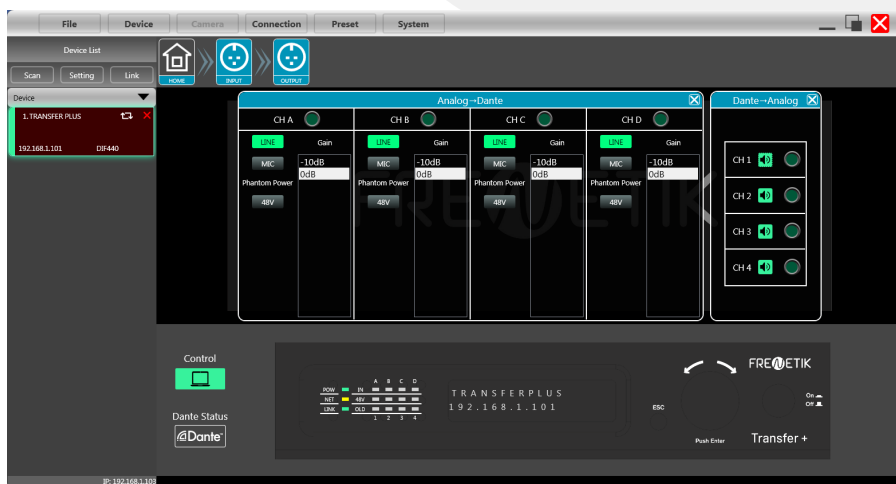 File Device Camera Connection Preset System
Device List
Scan Setting Link
Device
1.TRANSFER PLUS
192.168.1.101 DIF440
HOME INPUT OUTPUT
Analog→Dante
CH A CH B CH C CH D
LINE Gain LINE Gain LINE Gain LINE Gain
MIC -10dB MIC -10dB MIC -10dB MIC -10dB
0dB 0dB 0dB 0dB
Phantom Power Phantom Power Phantom Power Phantom Power
48V 48V 48V 48V
FRENETIK
Dante→Analog
CH 1
CH 2
CH 3
CH 4
Control
Dante Status
Dante
A B C D
POW IN
NET 48V
LINK OLD
1 2 3 4
TRANSFERPLUS
192.168.1.101
ESC
Push Enter
FRENETIK
On
Off
Transfer +
IP: 192.168.1.103